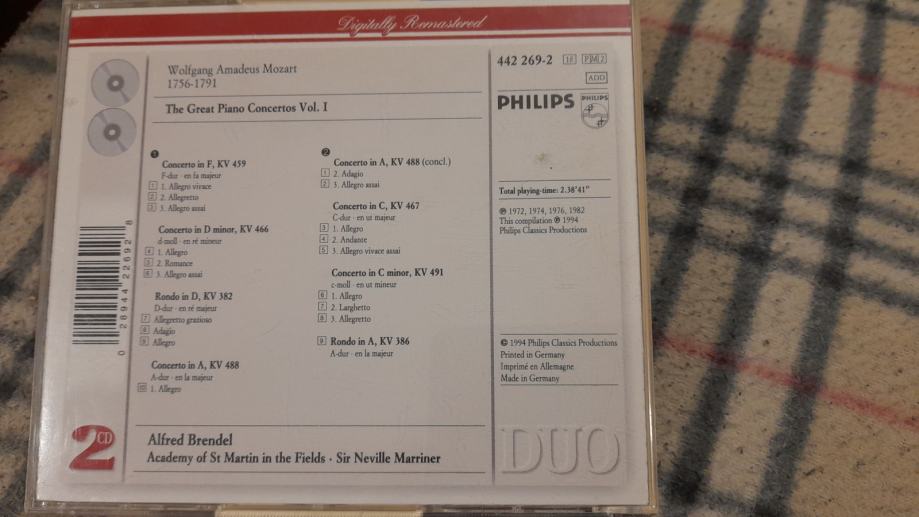 Digitally Remastered
Wolfgang Amadeus Mozart
1756-1791
The Great Piano Concertos Vol. I
1
Concerto in F, KV 459
F-dur · en fa majeur
1 1. Allegro vivace
2 2. Allegretto
3 3. Allegro assai
Concerto in D minor, KV 466
d-moll · en ré mineur
4 1. Allegro
5 2. Romance
6 3. Allegro assai
Rondo in D, KV 382
D-dur · en ré majeur
7 Allegretto grazioso
8 Adagio
9 Allegro
Concerto in A, KV 488
A-dur · en la majeur
10 1. Allegro
2
Concerto in A, KV 488 (concl.)
1 2. Adagio
2 3. Allegro assai
Concerto in C, KV 467
C-dur · en ut majeur
3 1. Allegro
4 2. Andante
5 3. Allegro vivace assai
Concerto in C minor, KV 491
c-moll · en ut mineur
6 1. Allegro
7 2. Larghetto
8 3. Allegretto
9 Rondo in A, KV 386
A-dur · en la majeur
Alfred Brendel
Academy of St Martin in the Fields · Sir Neville Marriner
442 269-2
PM2
ADD
PHILIPS
PHILIPS
Total playing-time: 2.38'41"
℗ 1972, 1974, 1976, 1982
This compilation ℗ 1994
Philips Classics Productions
© 1994 Philips Classics Productions
Printed in Germany
Imprimé en Allemagne
Made in Germany
DUO
0 28944 22692 8
2CD